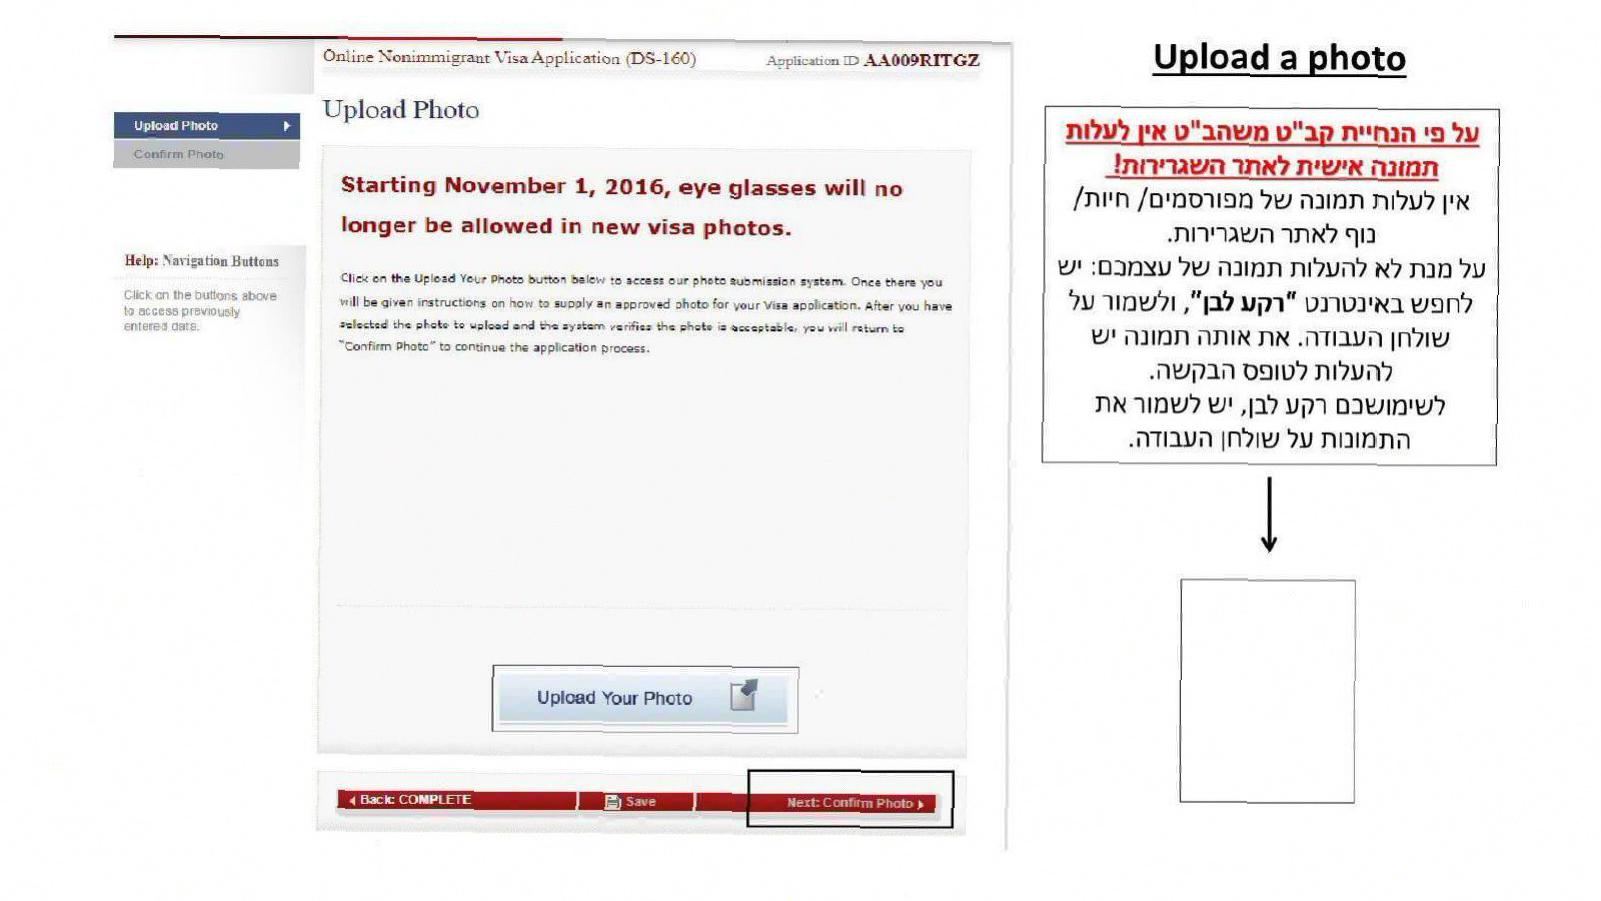 Online Nonimmigrant Visa Application (DS-160)
Application ID AA009RITGZ
Upload Photo
Confirm Photo
Help: Navigation Buttons
Click on the buttons above
to access previously
entered data.
Upload Photo
Starting November 1, 2016, eye glasses will no
longer be allowed in new visa photos.
Click on the Upload Your Photo button below to access our photo submission system. Once there you
will be given instructions on how to supply an approved photo for your Visa application. After you have
selected the photo to upload and the system verifies the photo is acceptable, you will return to
"Confirm Photo" to continue the application process.
Upload Your Photo
Back: COMPLETE
Save
Next: Confirm Photo
Upload a photo
על פי הנחיית קב"ט משהב"ט אין לעלות
תמונה אישית לאתר השגרירות!
אין לעלות תמונה של מפורסמים/ חיות/
נוף לאתר השגרירות.
על מנת לא להעלות תמונה של עצמכם: יש
לחפש באינטרנט "רקע לבן", ולשמור על
שולחן העבודה. את אותה תמונה יש
להעלות לטופס הבקשה.
לשימושכם רקע לבן, יש לשמור את
התמונות על שולחן העבודה.